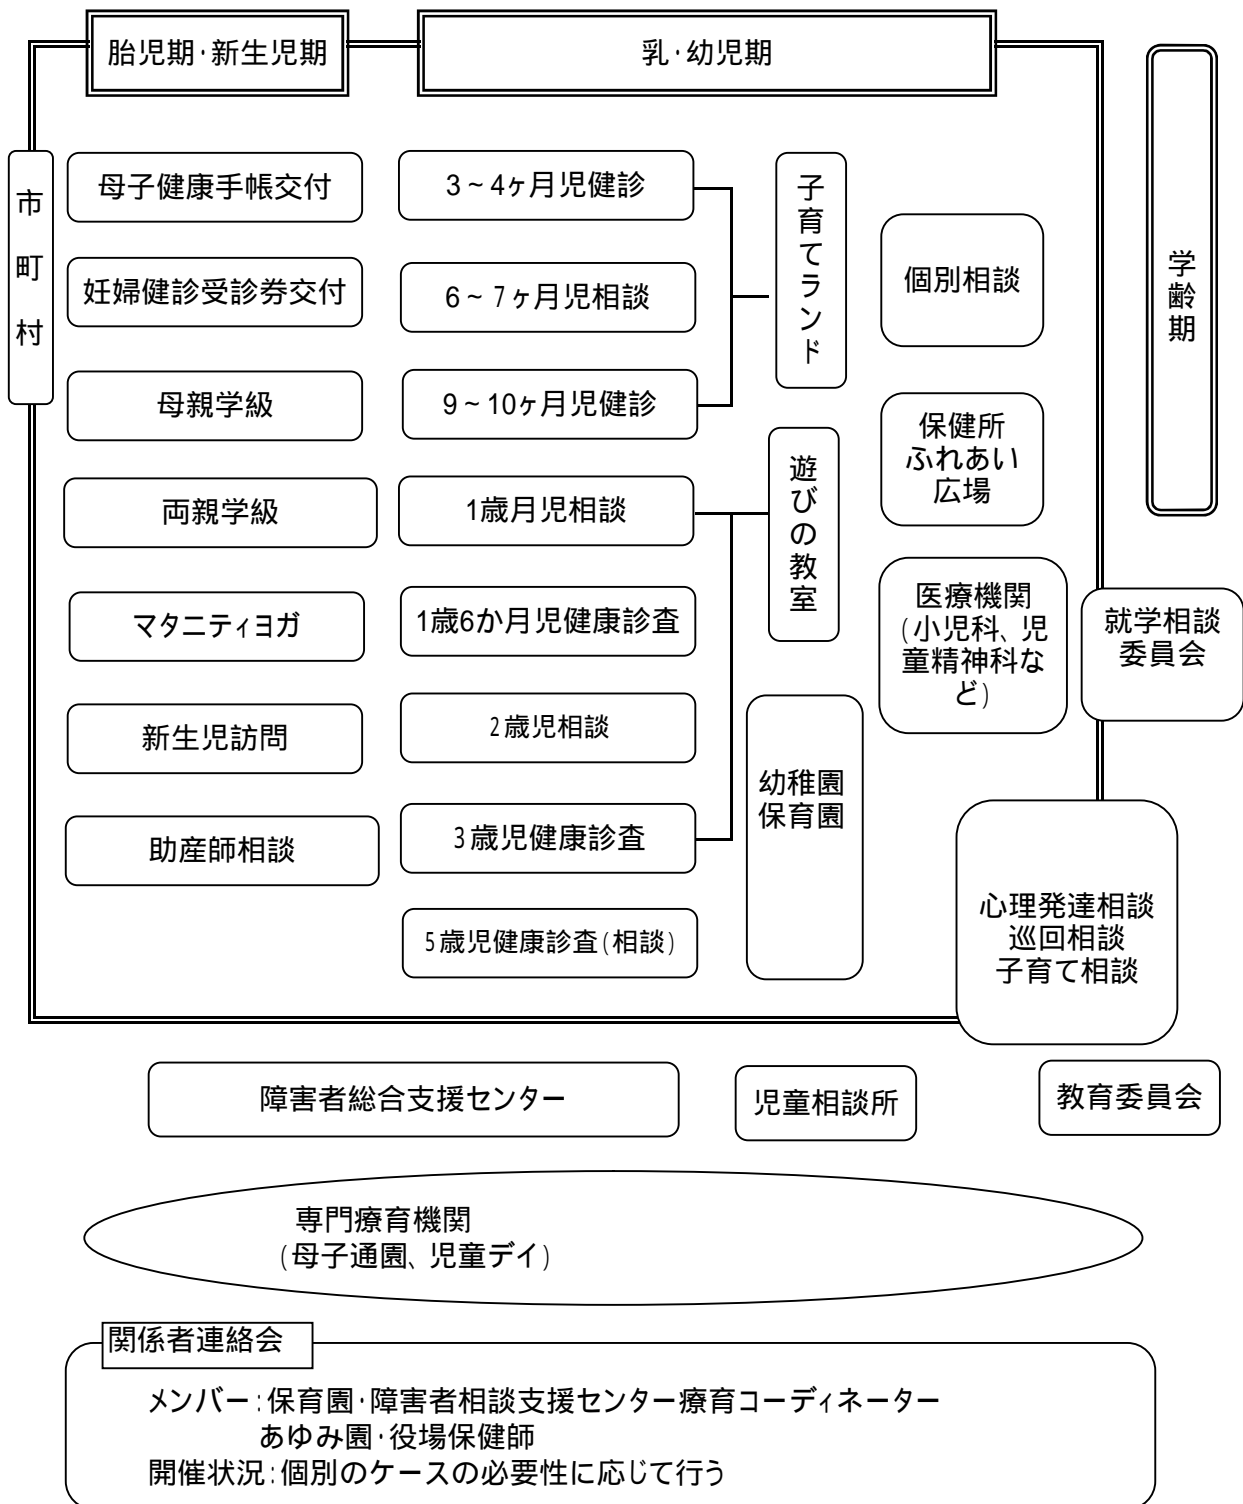 胎児期・新生児期
乳・幼児期
市町村
学齢期
母子健康手帳交付
妊婦健診受診券交付
母親学級
両親学級
マタニティヨガ
新生児訪問
助産師相談
3~4ヶ月児健診
6~7ヶ月児相談
9~10ヶ月児健診
1歳月児相談
1歳6か月児健康診査
2歳児相談
3歳児健康診査
5歳児健康診査(相談)
子育てランド
遊びの教室
幼稚園
保育園
個別相談
保健所
ふれあい
広場
医療機関
(小児科、児
童精神科な
ど)
就学相談
委員会
心理発達相談
巡回相談
子育て相談
障害者総合支援センター
児童相談所
教育委員会
専門療育機関
(母子通園、児童デイ)
関係者連絡会
メンバー:保育園・障害者相談支援センター療育コーディネーター
あゆみ園・役場保健師
開催状況:個別のケースの必要性に応じて行う